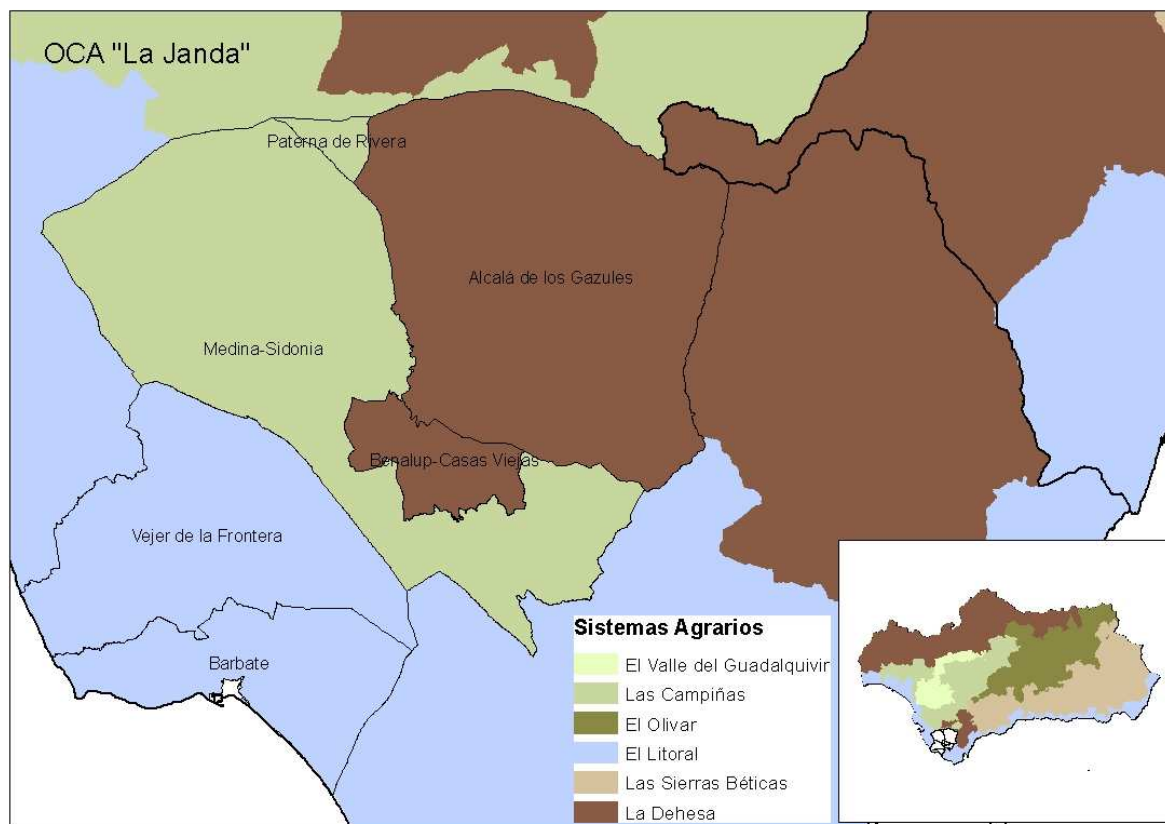 OCA "La Janda"
Paterna de Rivera
Alcalá de los Gazules
Medina-Sidonia
Benalup-Casas Viejas
Vejer de la Frontera
Barbate
Sistemas Agrarios
El Valle del Guadalquivir
Las Campiñas
El Olivar
El Litoral
Las Sierras Béticas
La Dehesa